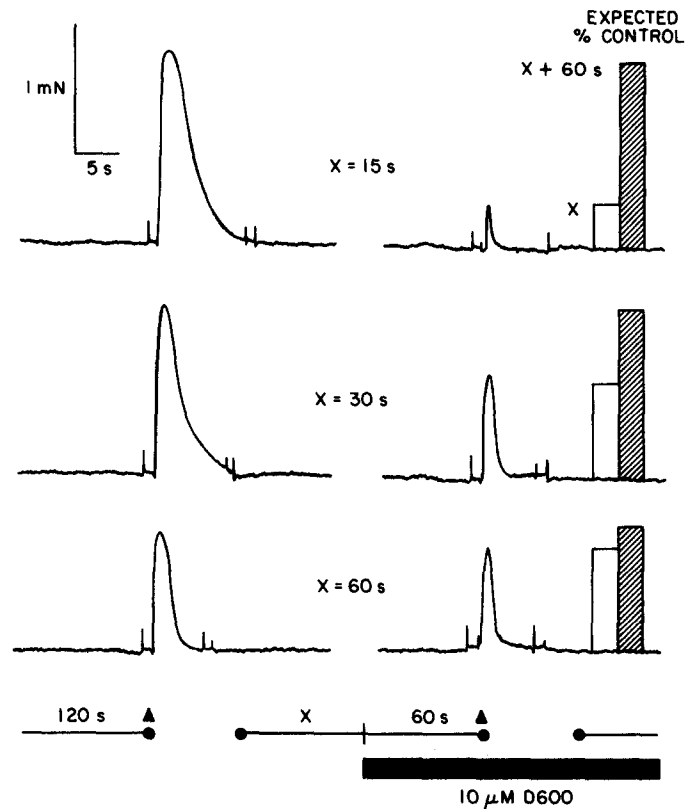 EXPECTED
% CONTROL
X + 60 s
1 mN
5 s
X = 15 s
X
X = 30 s
X = 60 s
120 s
X
60 s
10 μM D600